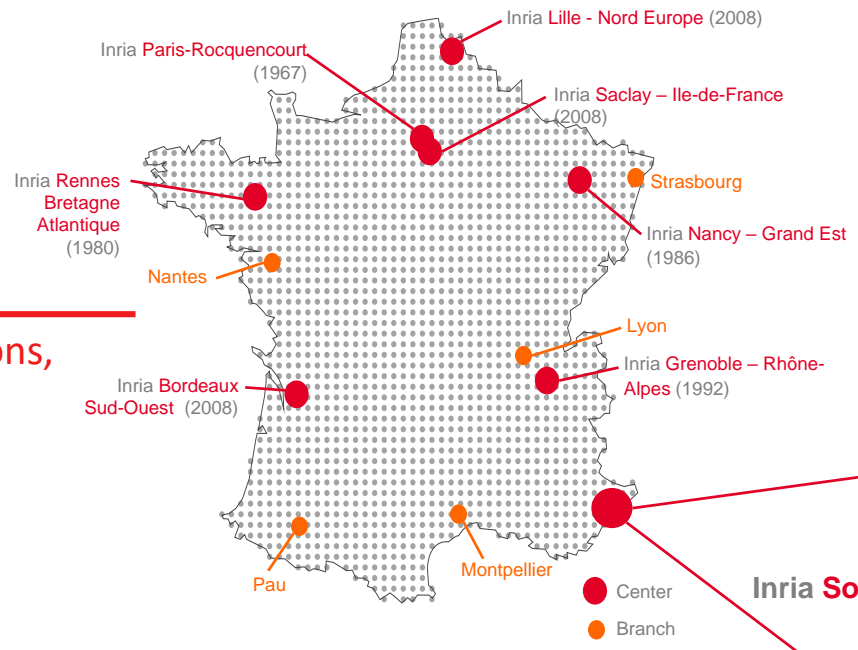 Inria Lille - Nord Europe (2008)
Inria Paris-Rocquencourt
(1967)
Inria Saclay – Ile-de-France
(2008)
Inria Rennes
Bretagne
Atlantique
(1980)
Strasbourg
Inria Nancy – Grand Est
(1986)
Nantes
ons,
Lyon
Inria Grenoble – Rhône-
Alpes (1992)
Inria Bordeaux
Sud-Ouest (2008)
Pau
Montpellier
Center
Branch
Inria So